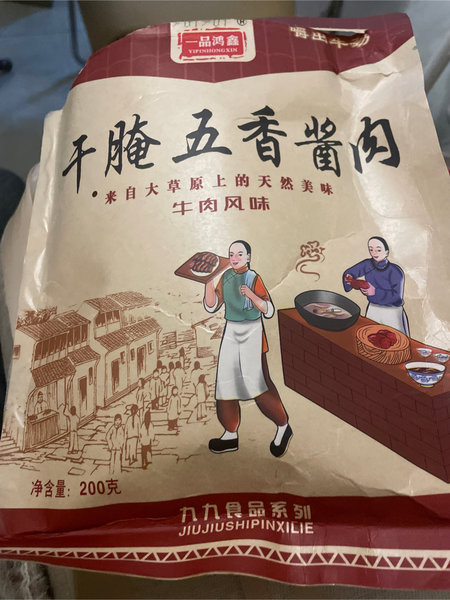 一品鸿鑫
YIPINHONGXIN
干腌 五香酱肉
·来自大草原上的天然美味
牛肉风味
净含量：200克
九九食品系列
JIUJIUSHIPINXILIE